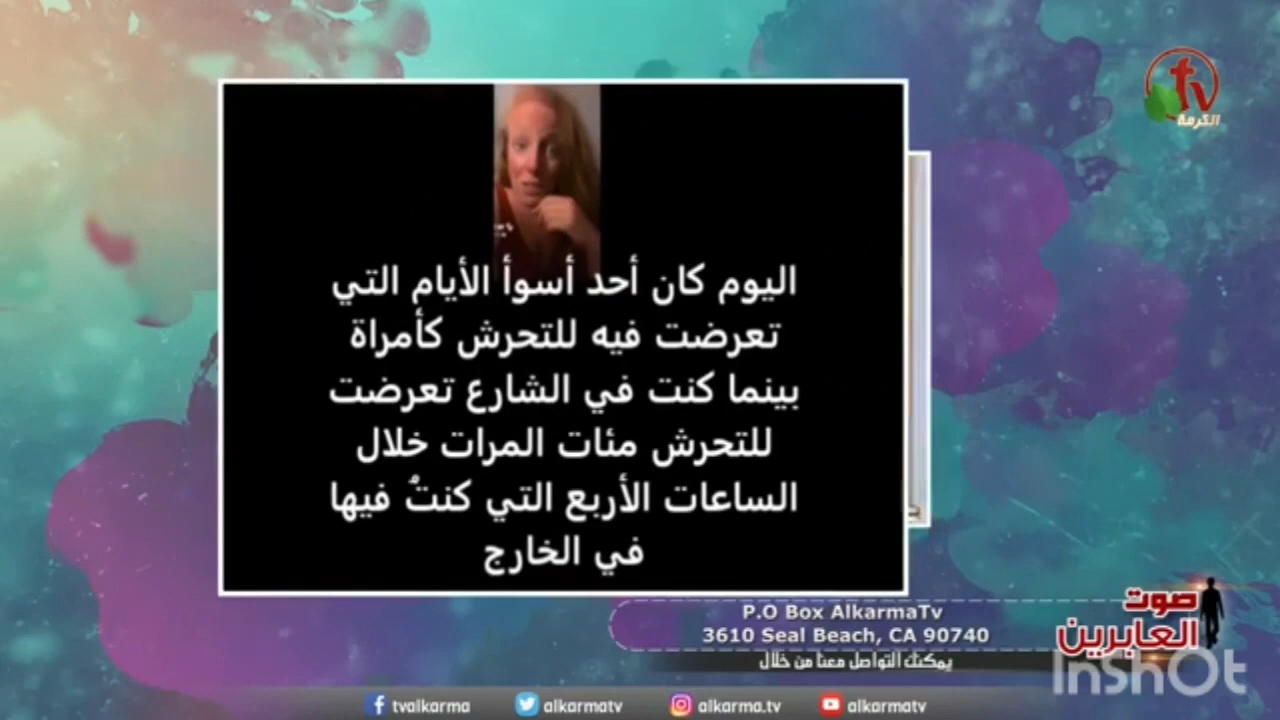 tv
الكرمة
اليوم كان أحد أسوأ الأيام التي
تعرضت فيه للتحرش كأمراة
بينما كنت في الشارع تعرضت
للتحرش مئات المرات خلال
الساعات الأربع التي كنتُ فيها
في الخارج
P.O Box AlkarmaTv
3610 Seal Beach, CA 90740
يمكنك التواصل معنا من خلال
صوت
العابرين
InShOt
tvalkarma
alkarmatv
alkarma.tv
alkarmatv